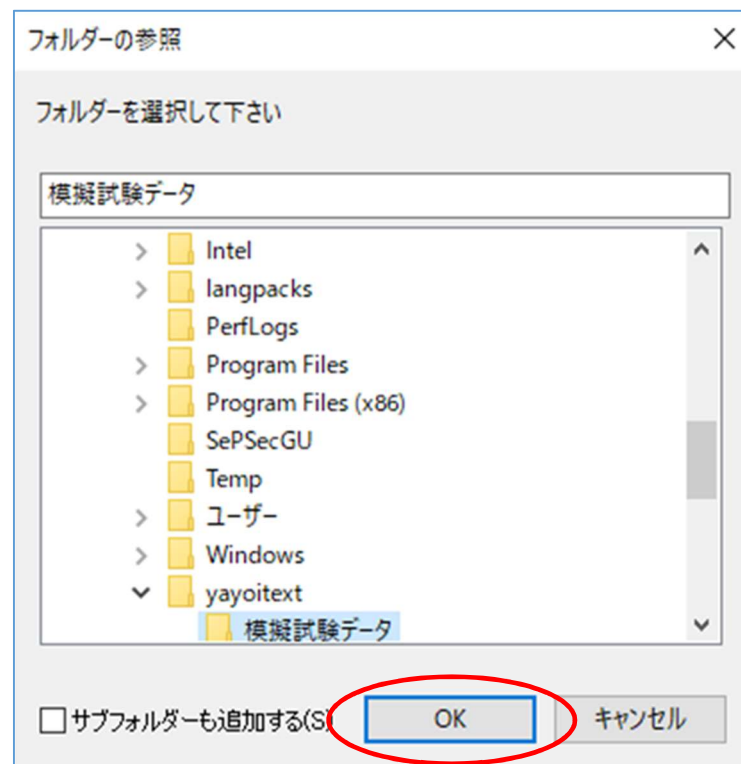 フォルダーの参照
フォルダーを選択して下さい
模擬試験データ
Intel
langpacks
PerfLogs
Program Files
Program Files (x86)
SePSecGU
Temp
ユーザー
Windows
yayoitext
模擬試験データ
サブフォルダーも追加する(S) OK キャンセル